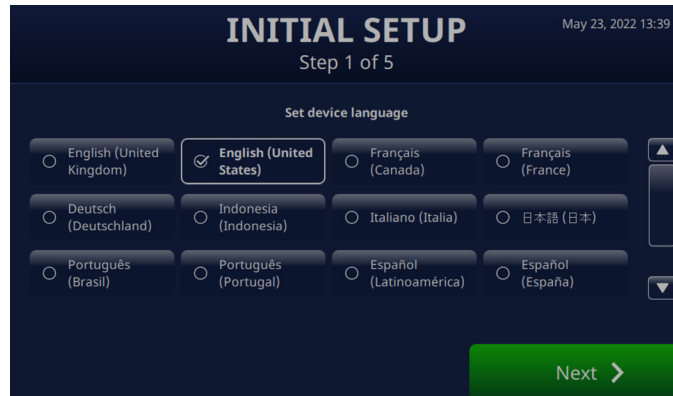 INITIAL SETUP
May 23, 2022 13:39
Step 1 of 5
Set device language
English (United
Kingdom)
English (United
States)
Français
(Canada)
Français
(France)
Deutsch
(Deutschland)
Indonesia
(Indonesia)
Italiano (Italia)
日本語 (日本)
Português
(Brasil)
Português
(Portugal)
Español
(Latinoamérica)
Español
(España)
Next